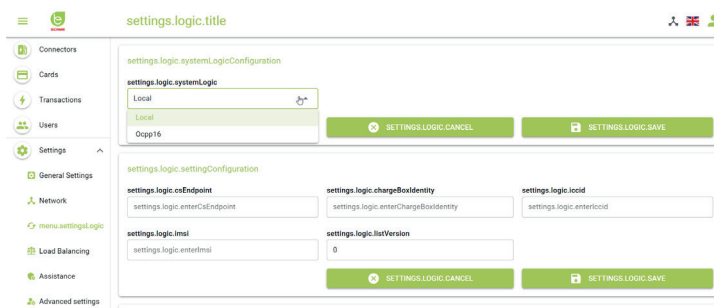 settings.logic.title
Connectors
Cards
Transactions
Users
Settings
General Settings
Network
menu.settingsLogic
Load Balancing
Assistance
Advanced settings
settings.logic.systemLogicConfiguration
settings.logic.systemLogic
Local
Local
Ocpp16
SETTINGS.LOGIC.CANCEL
SETTINGS.LOGIC.SAVE
settings.logic.settingConfiguration
settings.logic.csEndpoint
settings.logic.chargeBoxIdentity
settings.logic.iccid
settings.logic.enterCsEndpoint
settings.logic.enterChargeBoxIdentity
settings.logic.enterIccid
settings.logic.imsi
settings.logic.listVersion
settings.logic.enterImsi
0
SETTINGS.LOGIC.CANCEL
SETTINGS.LOGIC.SAVE